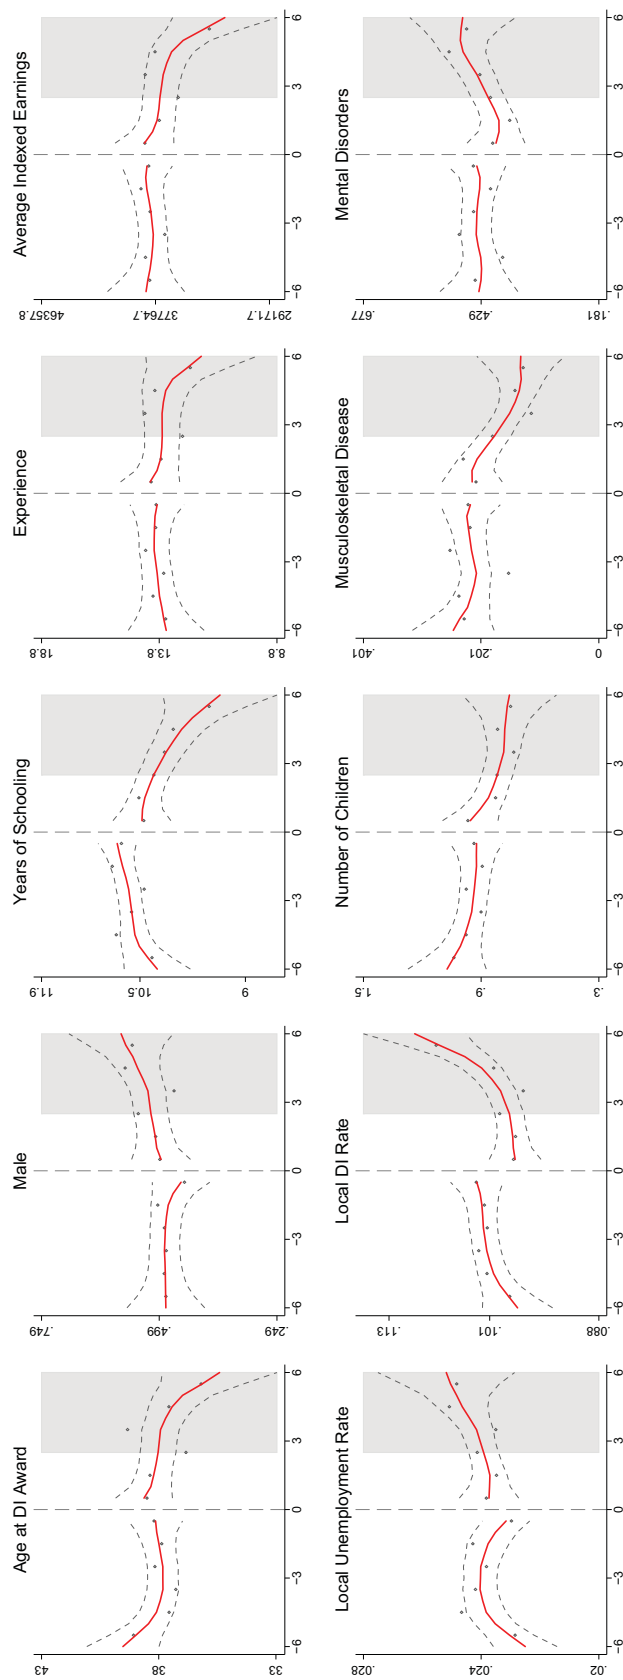 Age at DI Award
43
38
33
-6 -3 0 3 6
Male
.749
.499
.249
-6 -3 0 3 6
Years of Schooling
11.9
10.5
9
-6 -3 0 3 6
Experience
18.8
13.8
8.8
-6 -3 0 3 6
Average Indexed Earnings
46357.8
37764.7
29171.7
-6 -3 0 3 6
Local Unemployment Rate
.028
.024
.02
-6 -3 0 3 6
Local DI Rate
.113
.101
.088
-6 -3 0 3 6
Number of Children
1.5
.9
.3
-6 -3 0 3 6
Musculoskeletal Disease
.401
.201
0
-6 -3 0 3 6
Mental Disorders
.677
.429
.181
-6 -3 0 3 6